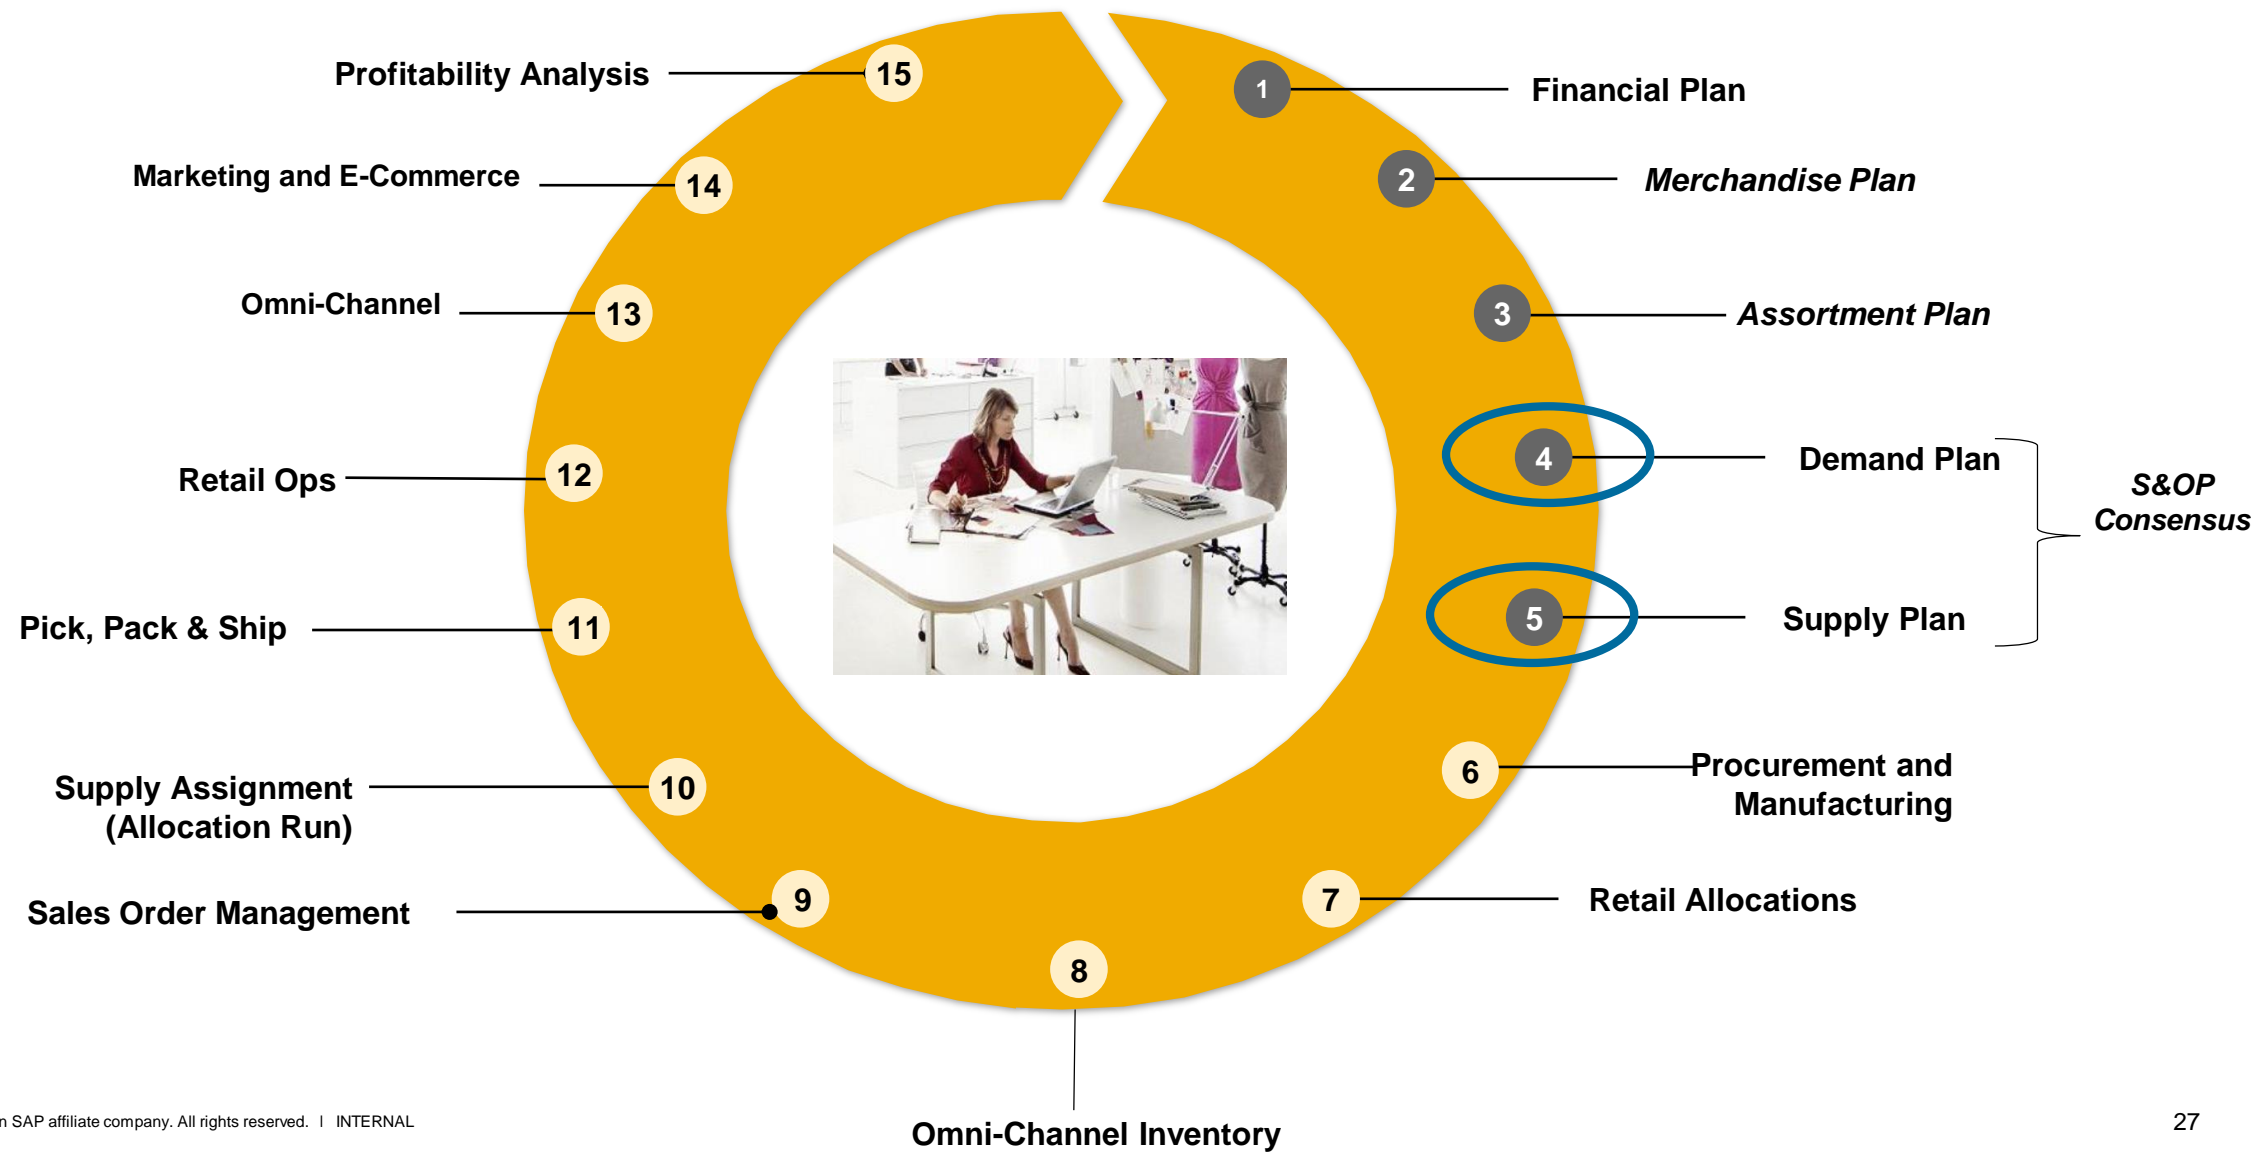 15
Profitability Analysis
1
Financial Plan
14
Marketing and E-Commerce
2
Merchandise Plan
13
Omni-Channel
3
Assortment Plan
12
Retail Ops
4
Demand Plan
S&OP
Consensus
11
Pick, Pack & Ship
5
Supply Plan
10
Supply Assignment
(Allocation Run)
6
Procurement and
Manufacturing
9
Sales Order Management
7
Retail Allocations
8
Omni-Channel Inventory
n SAP affiliate company. All rights reserved. ǀ INTERNAL
27